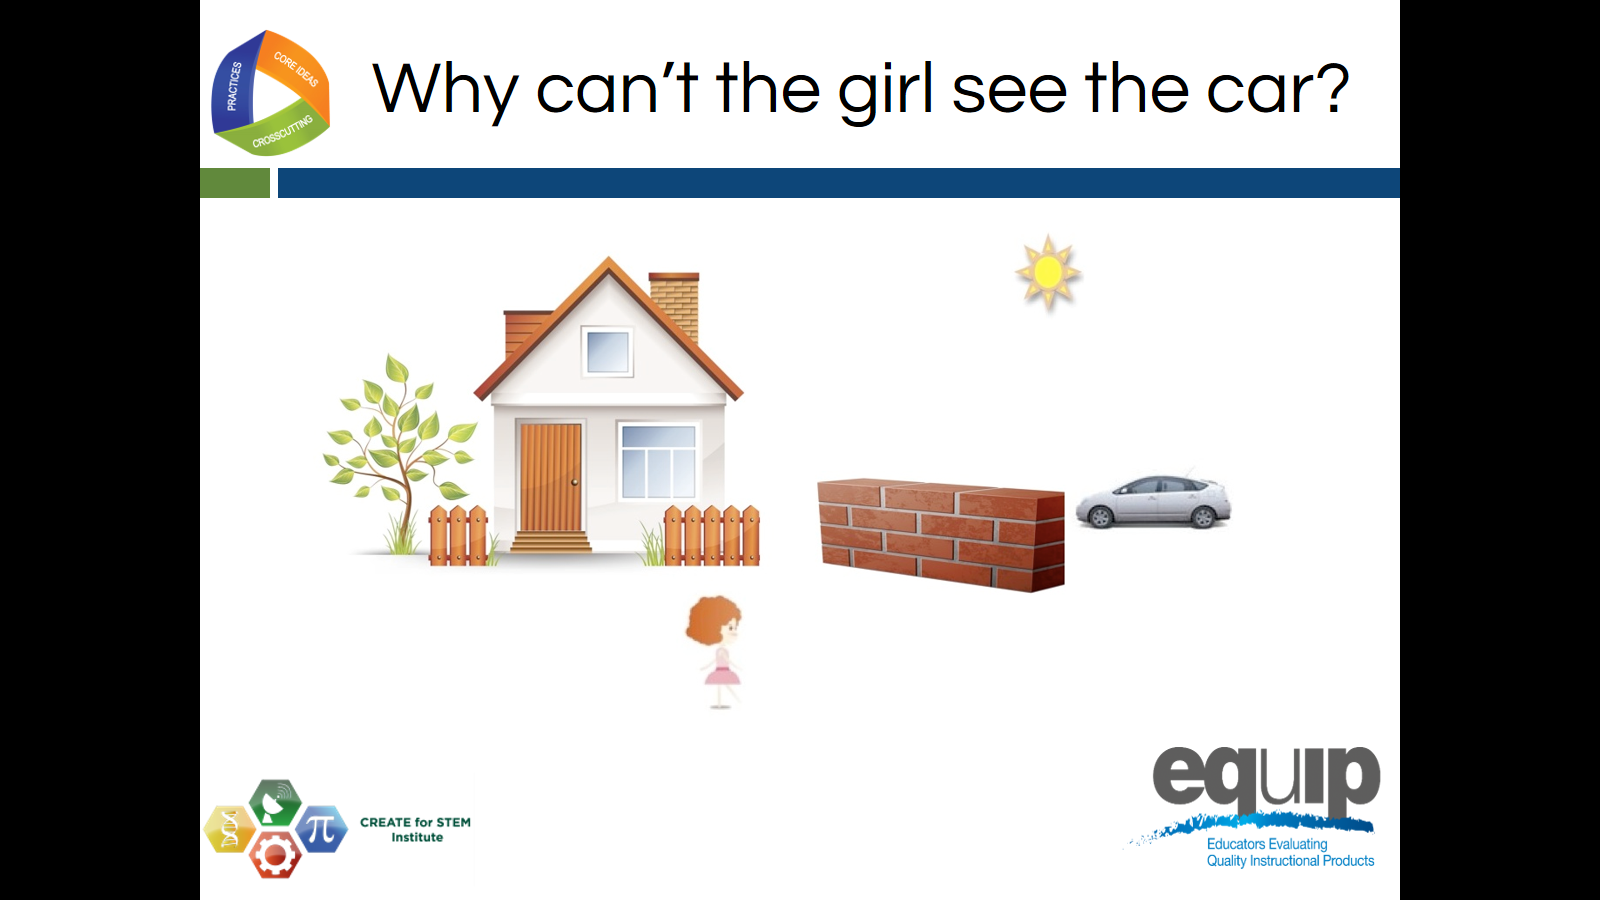 PRACTICES
CORE IDEAS
CROSSCUTTING
Why can’t the girl see the car?
π
CREATE for STEM
Institute
equip
Educators Evaluating
Quality Instructional Products